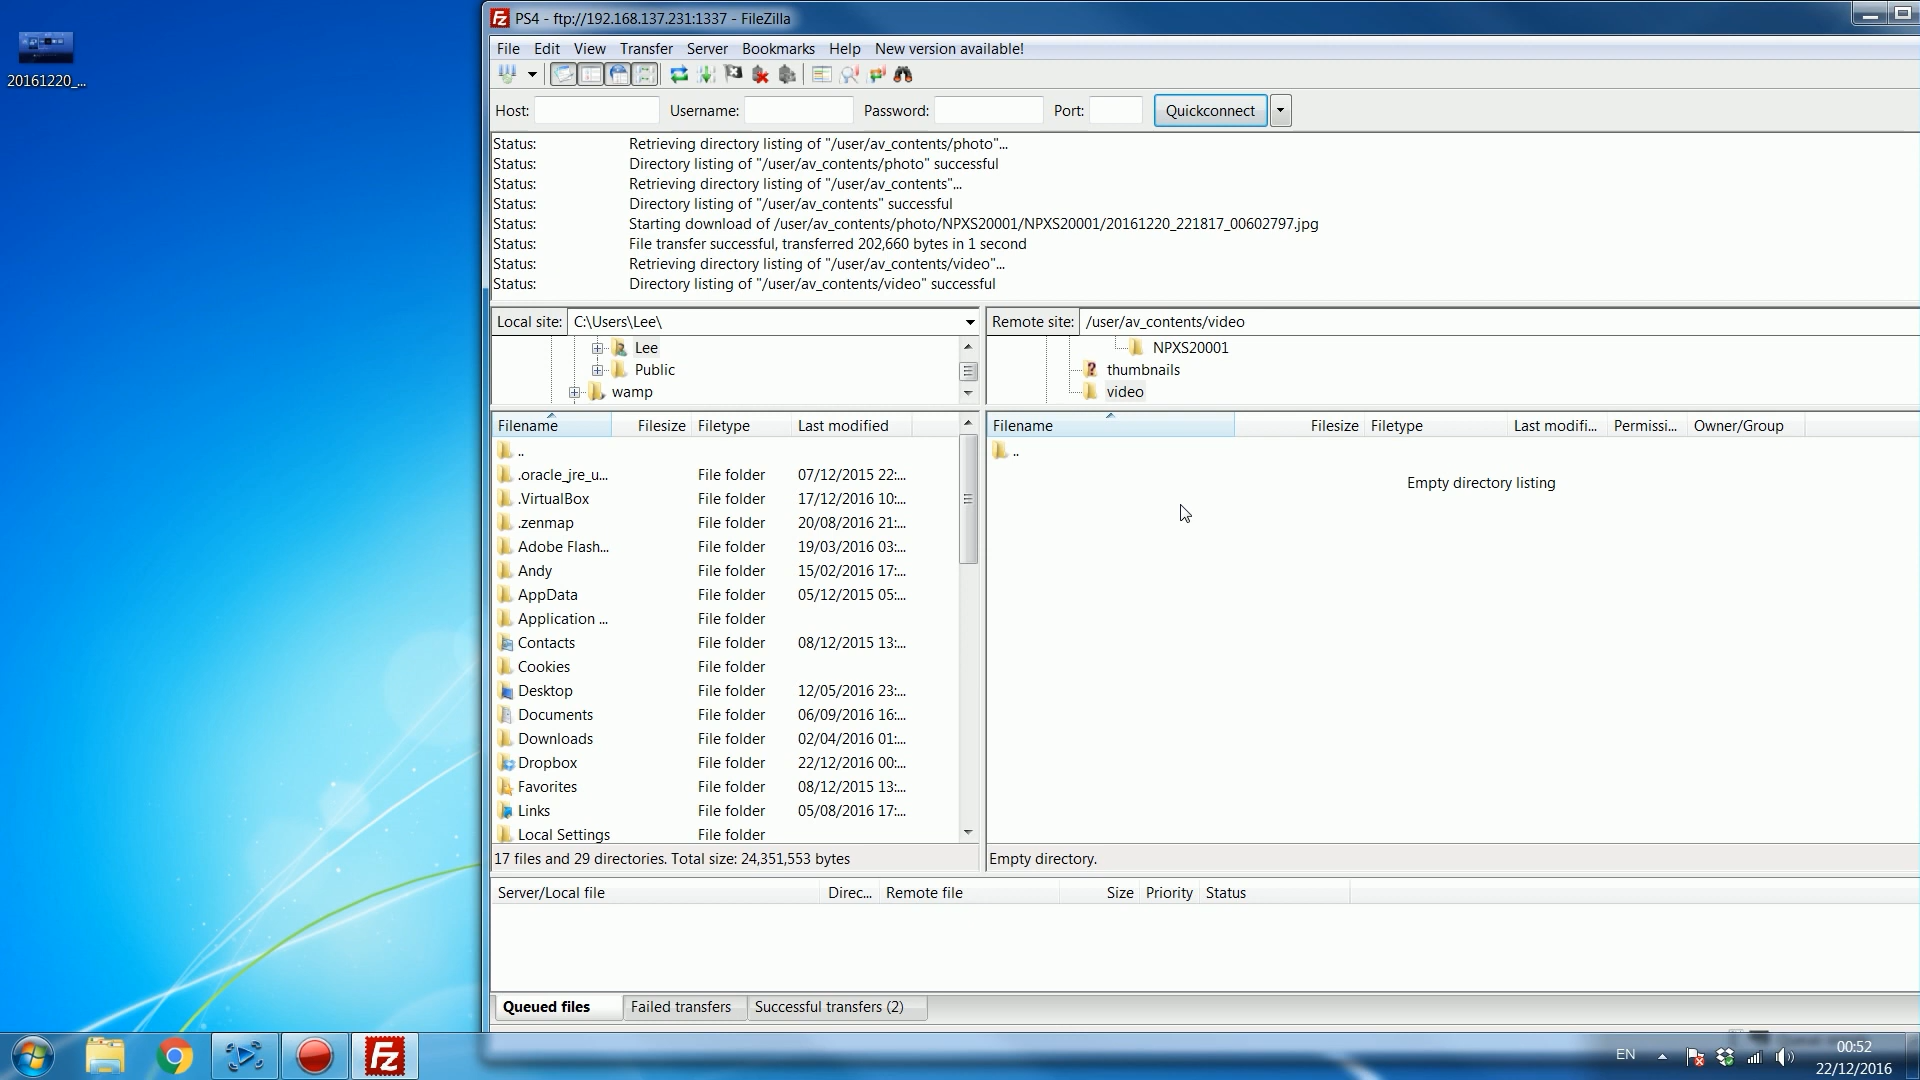 20161220_...
PS4 - ftp://192.168.137.231:1337 - FileZilla
File Edit View Transfer Server Bookmarks Help New version available!
Host: Username: Password: Port: Quickconnect
Status: Retrieving directory listing of "/user/av_contents/photo"...
Status: Directory listing of "/user/av_contents/photo" successful
Status: Retrieving directory listing of "/user/av_contents"...
Status: Directory listing of "/user/av_contents" successful
Status: Starting download of /user/av_contents/photo/NPXS20001/NPXS20001/20161220_221817_00602797.jpg
Status: File transfer successful, transferred 202,660 bytes in 1 second
Status: Retrieving directory listing of "/user/av_contents/video"...
Status: Directory listing of "/user/av_contents/video" successful
Local site: C:\Users\Lee\
Lee
Public
wamp
Remote site: /user/av_contents/video
NPXS20001
thumbnails
video
Filename Filesize Filetype Last modified
..
.oracle_jre_u... File folder 07/12/2015 22:...
.VirtualBox File folder 17/12/2016 10:...
.zenmap File folder 20/08/2016 21:...
Adobe Flash... File folder 19/03/2016 03:...
Andy File folder 15/02/2016 17:...
AppData File folder 05/12/2015 05:...
Application ... File folder
Contacts File folder 08/12/2015 13:...
Cookies File folder
Desktop File folder 12/05/2016 23:...
Documents File folder 06/09/2016 16:...
Downloads File folder 02/04/2016 01:...
Dropbox File folder 22/12/2016 00:...
Favorites File folder 08/12/2015 13:...
Links File folder 05/08/2016 17:...
Local Settings File folder
17 files and 29 directories. Total size: 24,351,553 bytes
Filename Filesize Filetype Last modifi... Permissi... Owner/Group
..
Empty directory listing
Empty directory.
Server/Local file Direc... Remote file Size Priority Status
Queued files Failed transfers Successful transfers (2)
EN
00:52
22/12/2016